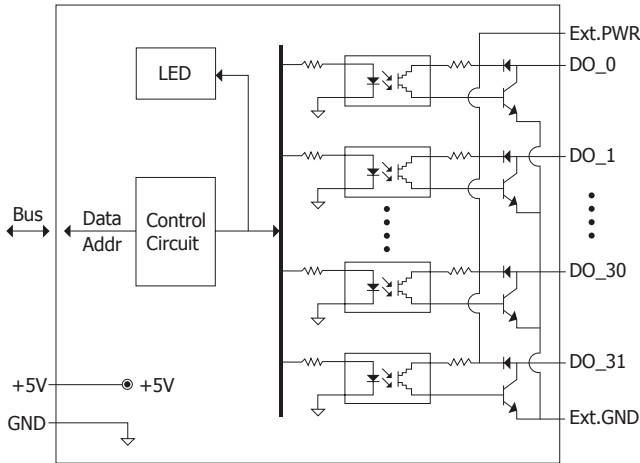 Ext.PWR
LED
DO_0
DO_1
Bus
Data
Addr
Control
Circuit
DO_30
DO_31
+5V
+5V
GND
Ext.GND